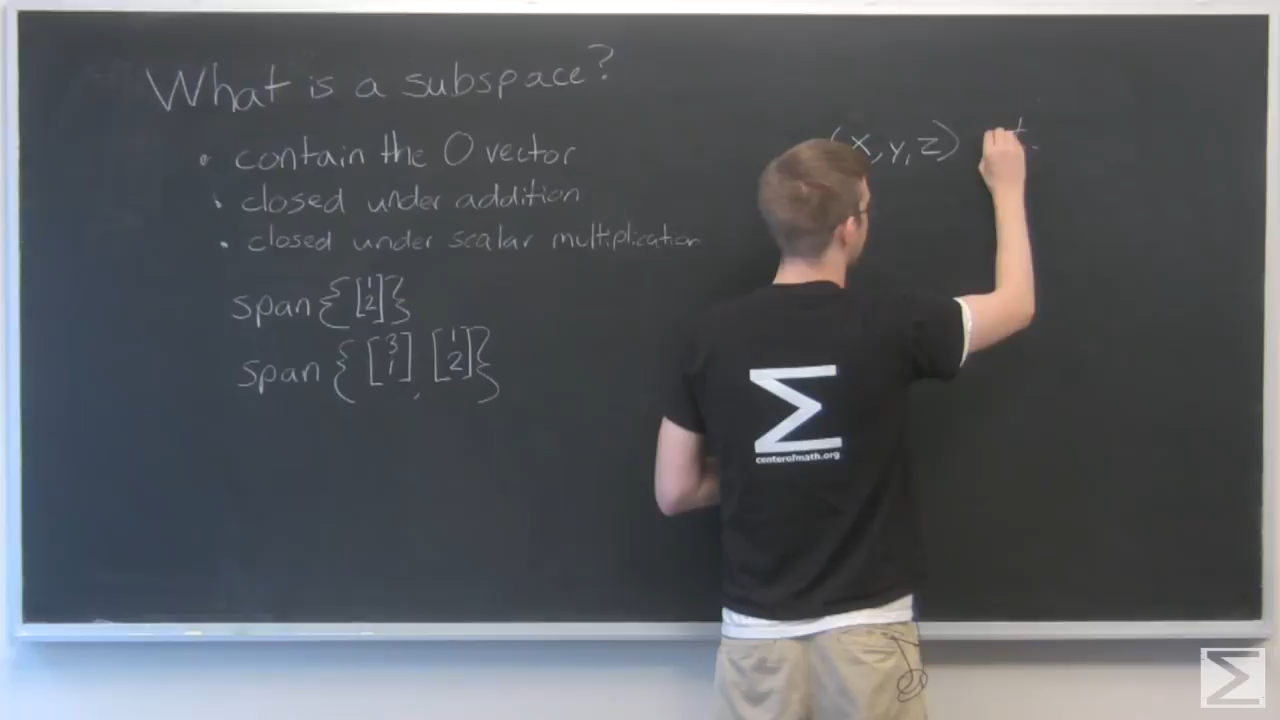 What is a subspace?
• contain the 0 vector
• closed under addition
• closed under scalar multiplication
span { [1 2] }
span { [3 1], [1 2] }
(x, y, z)
Σ
centerofmath.org
Σ